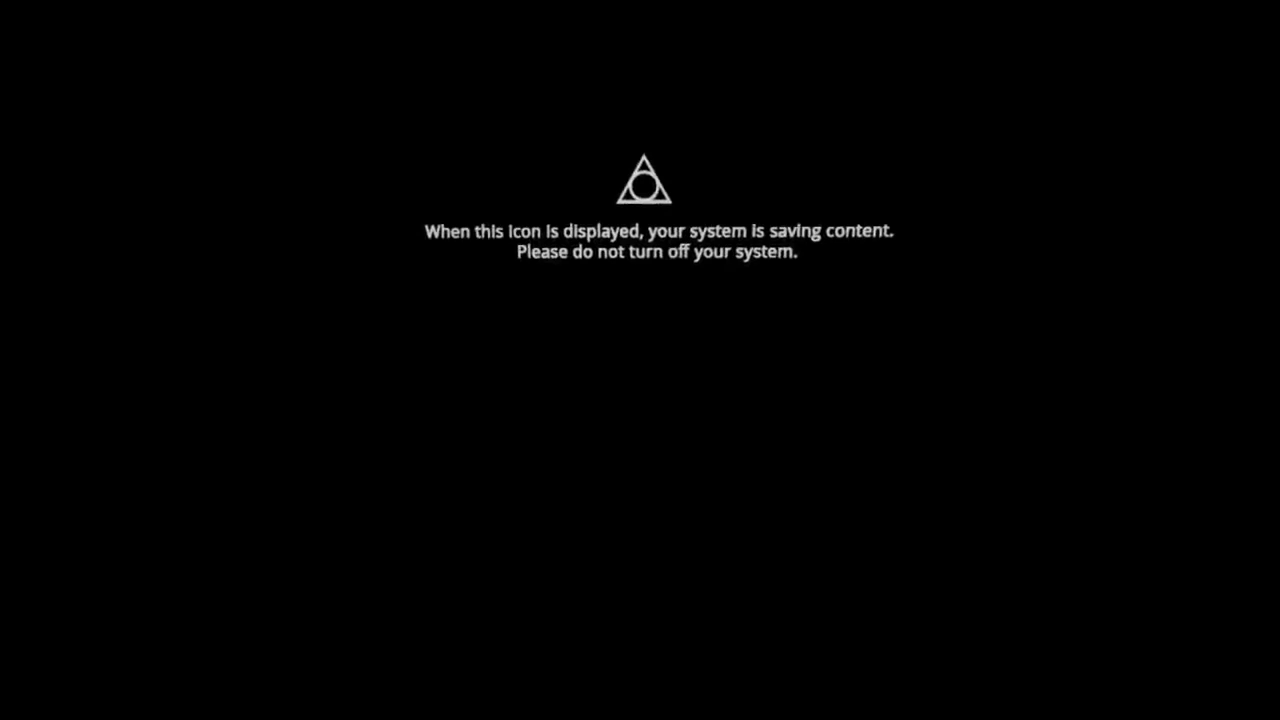 When this icon is displayed, your system is saving content.
Please do not turn off your system.